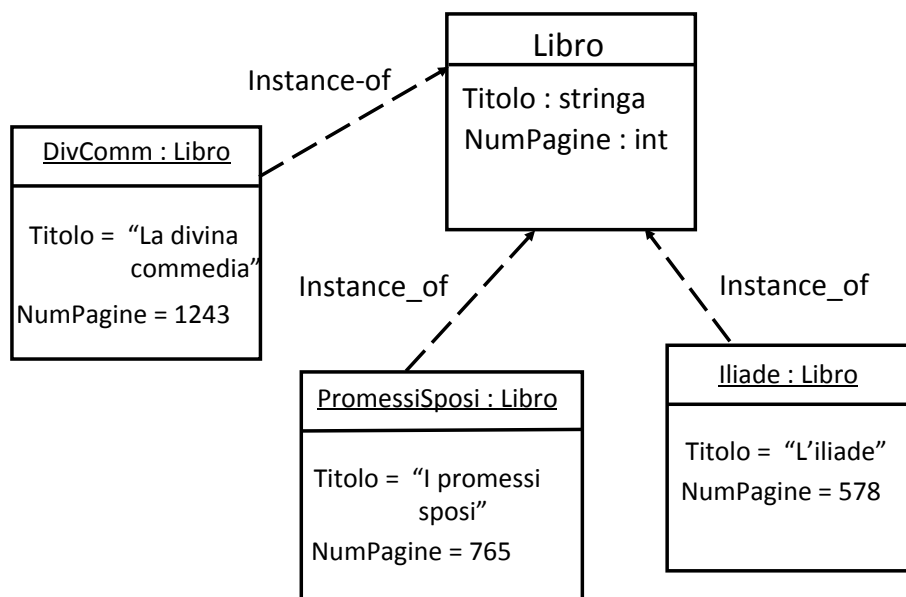 Libro
Titolo : stringa
NumPagine : int
Instance-of
DivComm : Libro
Titolo = “La divina
commedia”
NumPagine = 1243
Instance_of
Instance_of
PromessiSposi : Libro
Titolo = “I promessi
sposi”
NumPagine = 765
Iliade : Libro
Titolo = “L’iliade”
NumPagine = 578